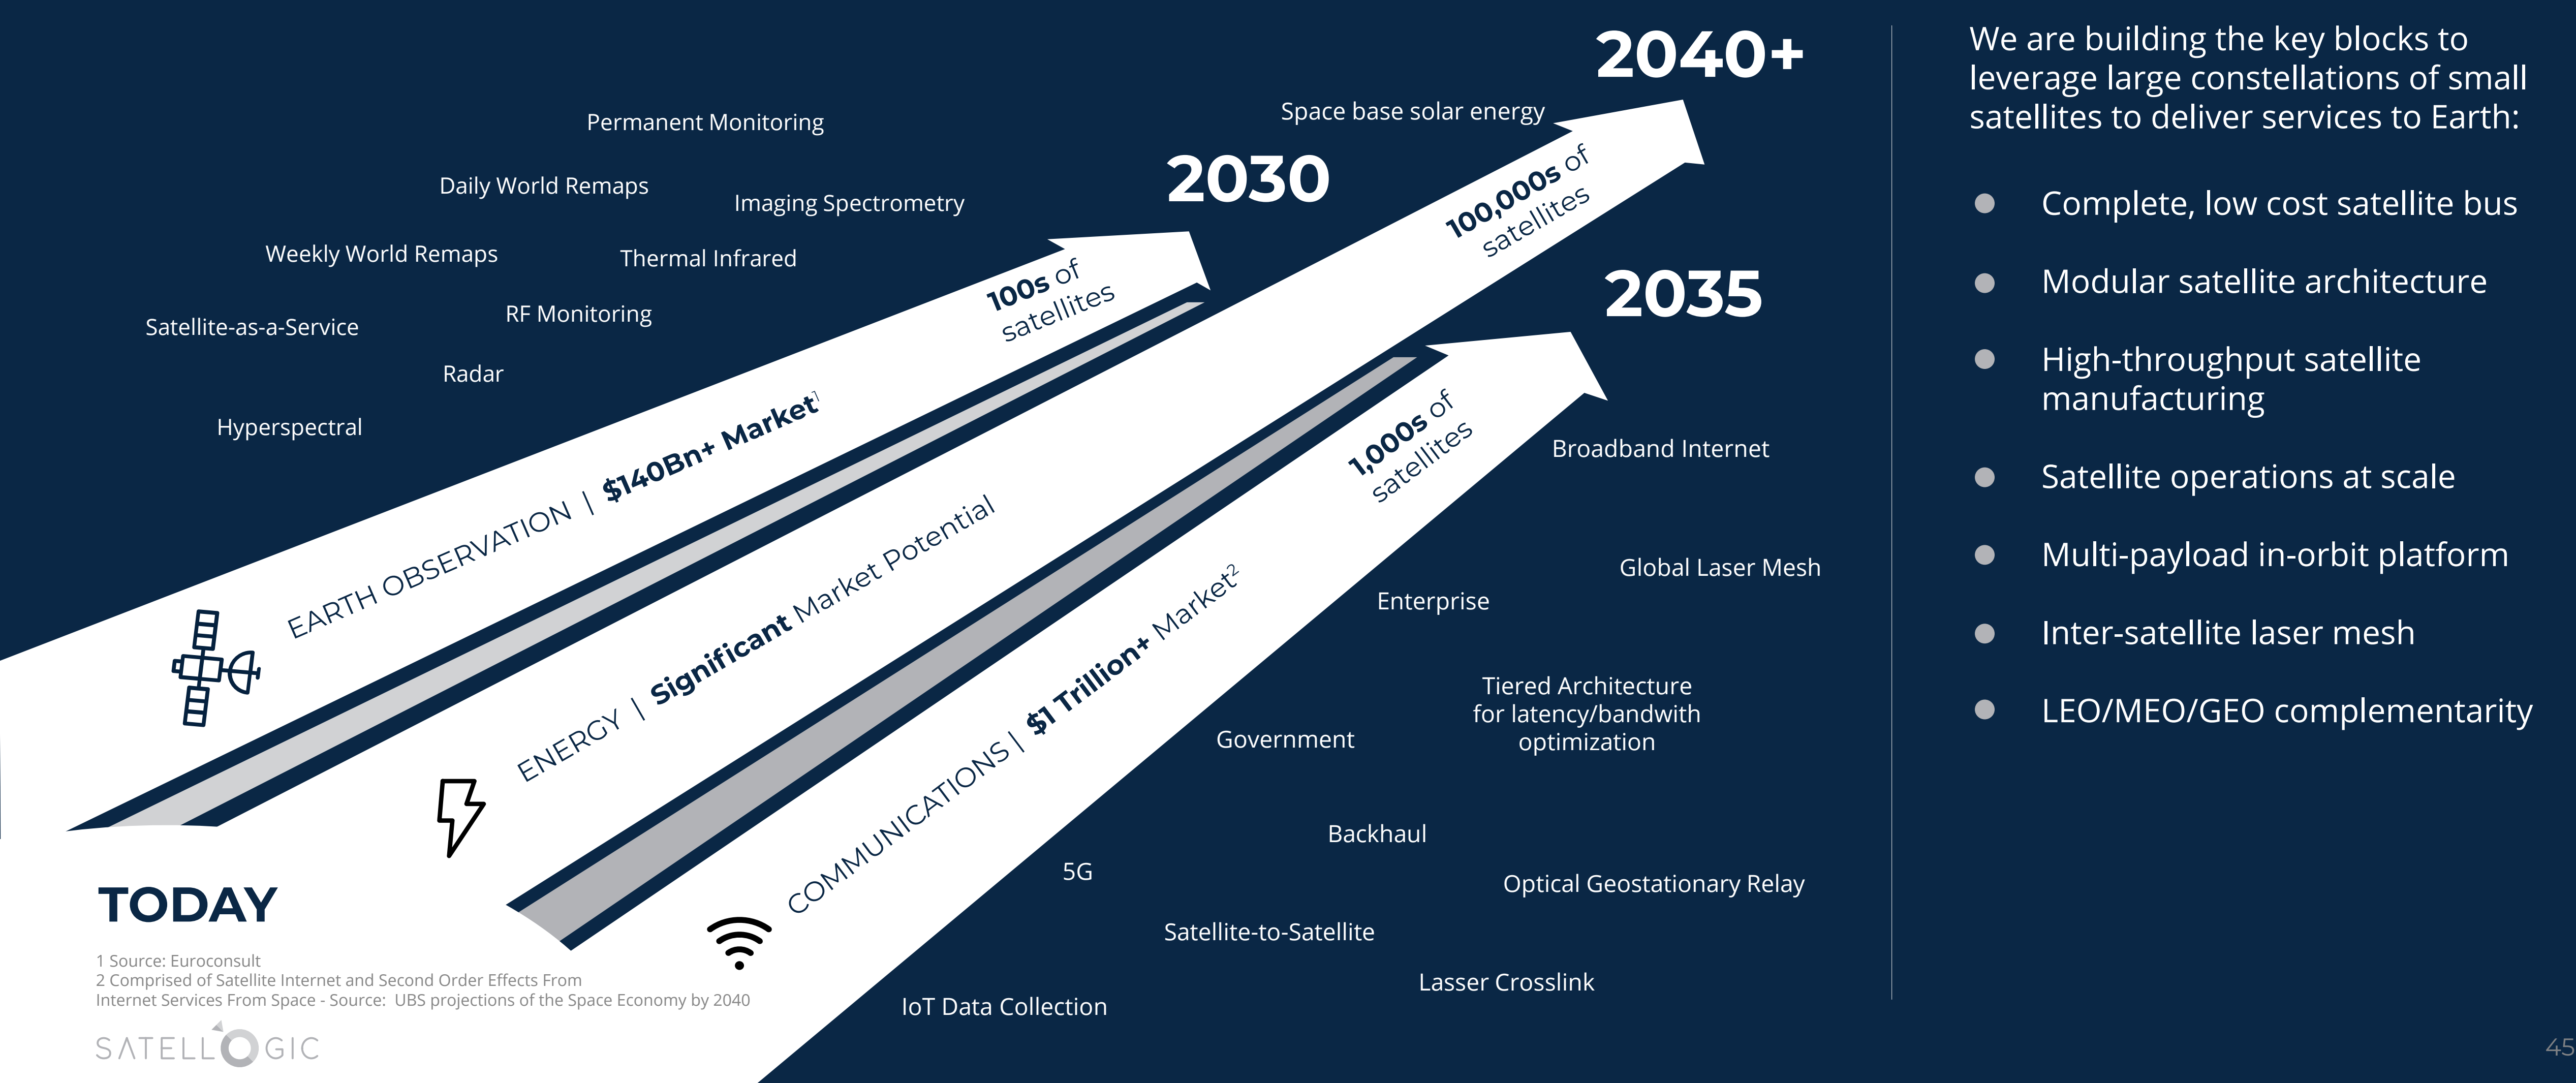 2040+
Space base solar energy
100,000s of
satellites
Permanent Monitoring
2030
Daily World Remaps
Imaging Spectrometry
Weekly World Remaps
Thermal Infrared
100s of
satellites
RF Monitoring
Satellite-as-a-Service
Radar
Hyperspectral
EARTH OBSERVATION | $140Bn+ Market1
ENERGY | Significant Market Potential
2035
1,000s of
satellites
COMMUNICATIONS | $1 Trillion+ Market2
Broadband Internet
Global Laser Mesh
Enterprise
Tiered Architecture
for latency/bandwith
optimization
Government
Backhaul
5G
Optical Geostationary Relay
Satellite-to-Satellite
Lasser Crosslink
IoT Data Collection
TODAY
1 Source: Euroconsult
2 Comprised of Satellite Internet and Second Order Effects From
Internet Services From Space - Source: UBS projections of the Space Economy by 2040
SATELLOGIC
We are building the key blocks to
leverage large constellations of small
satellites to deliver services to Earth:
● Complete, low cost satellite bus
● Modular satellite architecture
● High-throughput satellite
manufacturing
● Satellite operations at scale
● Multi-payload in-orbit platform
● Inter-satellite laser mesh
● LEO/MEO/GEO complementarity
45